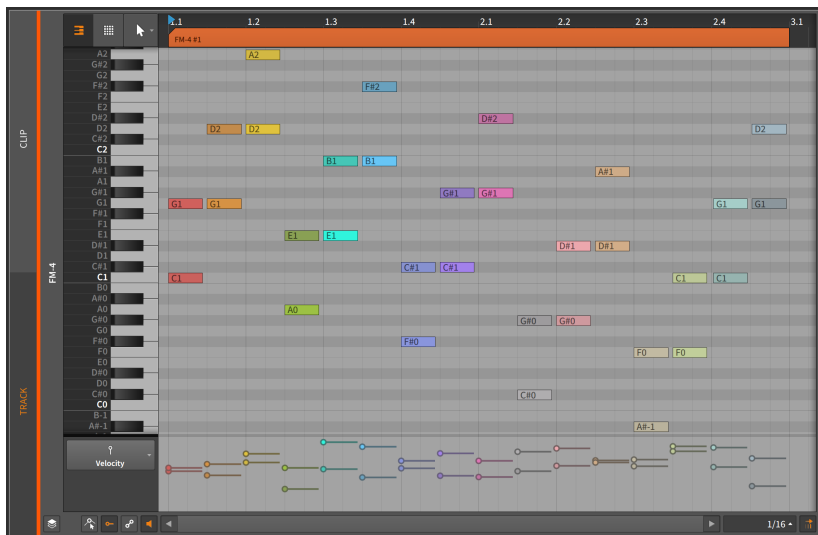 1.1 1.2 1.3 1.4 2.1 2.2 2.3 2.4 3.1
FM-4 #1
CLIP
TRACK
FM-4
A2 A2
G#2
G2
F#2 F#2
F2
E2
D#2 D#2
D2 D2 D2 D2
C#2
C2
B1 B1 B1
A#1 A#1
A1
G#1 G#1 G#1
G1 G1 G1 G1 G1
F#1
F1
E1 E1 E1
D#1 D#1 D#1
D1
C#1 C#1 C#1
C1 C1 C1 C1
B0
A#0
A0 A0
G#0 G#0 G#0
G0
F#0 F#0
F0 F0 F0
E0
D#0
D0
C#0 C#0
C0
B-1
A#-1 A#-1
Velocity
1/16